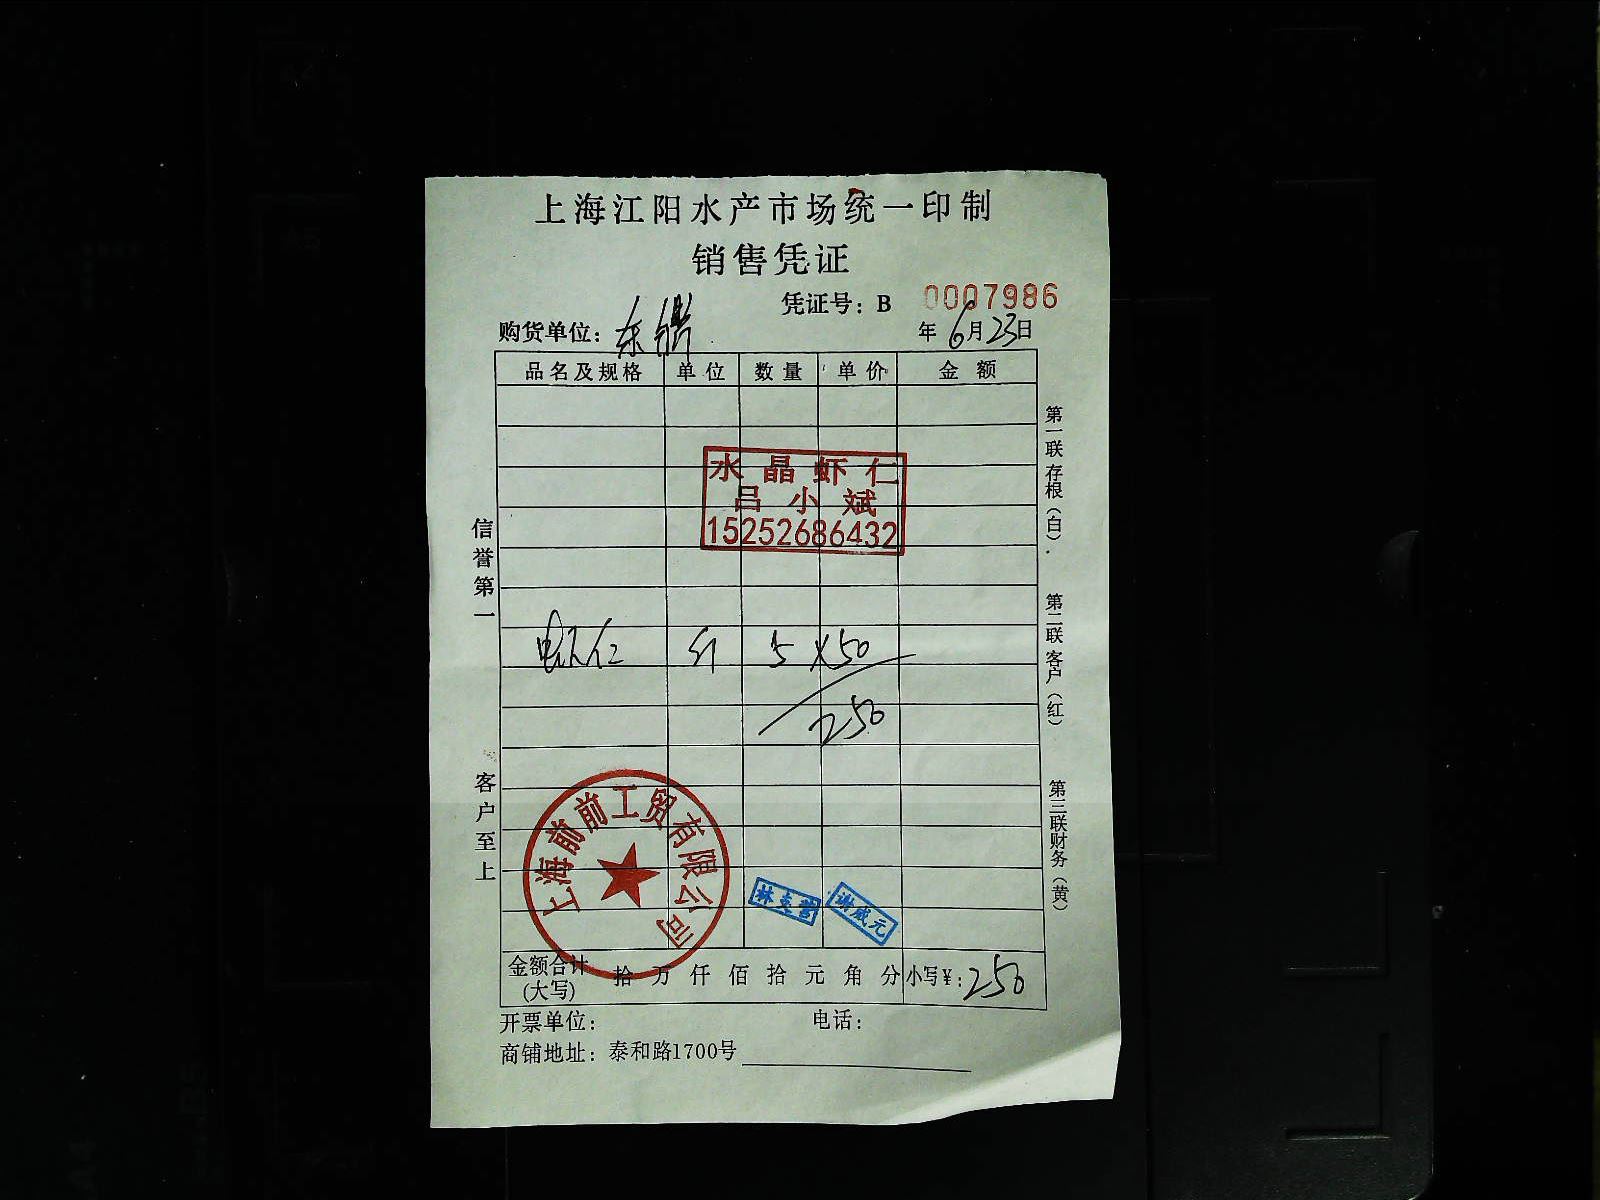 上海江阳水产市场统一印制
销售凭证
凭证号：B 0007986
购货单位：东
年 6月23日
品名及规格 单位 数量 单价 金额
水晶虾仁
吕小斌
15252686432
仁 5 ×50
250
上海前前工贸有限公司
谢成元
金额合计(大写) 拾 万 仟 佰 拾 元 角 分 小写¥：250
开票单位： 电话：
商铺地址：泰和路1700号
信誉第一 客户至上
第一联 存根（白）. 第二联 客户（红） 第三联 财务（黄）